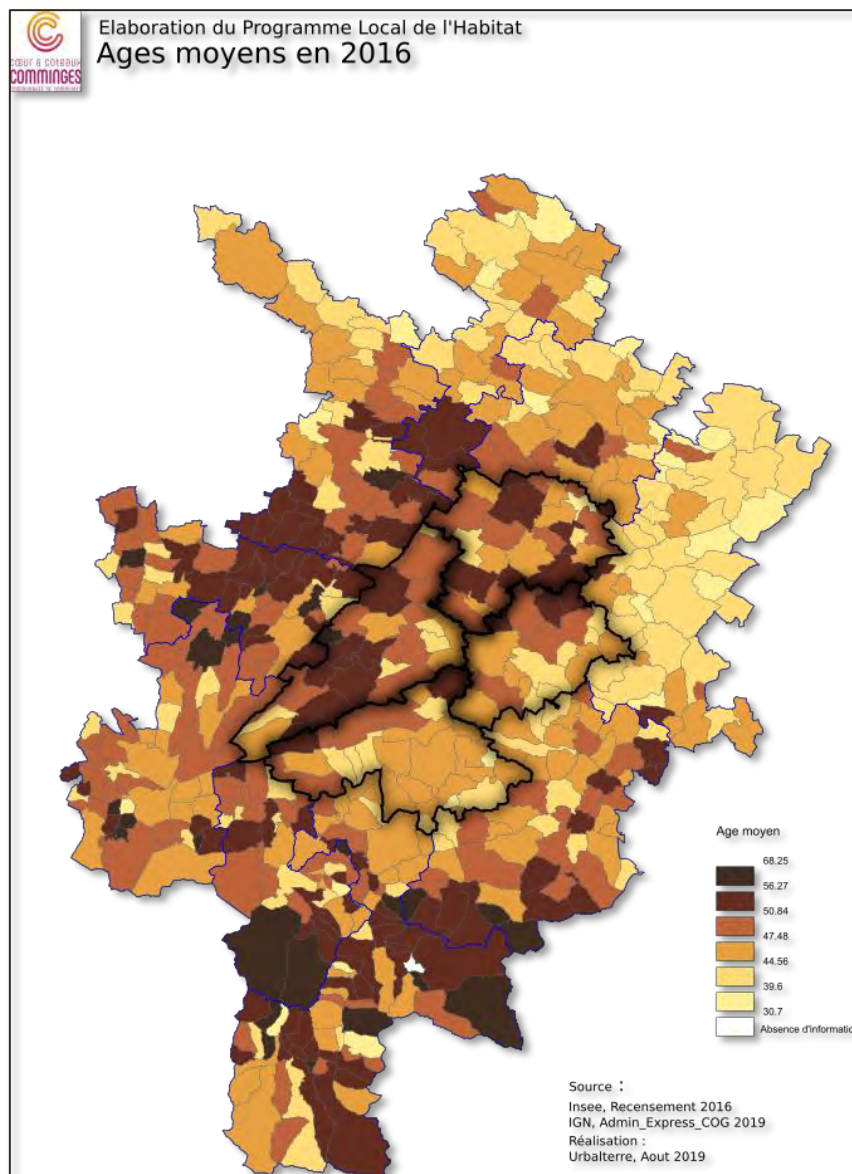 Elaboration du Programme Local de l'Habitat
Ages moyens en 2016
cœur & coteaux
COMMINGES
Age moyen
68.25
56.27
50.84
47.48
44.56
39.6
30.7
Absence d'informatio
Source :
Insee, Recensement 2016
IGN, Admin_Express_COG 2019
Réalisation :
Urbalterre, Aout 2019